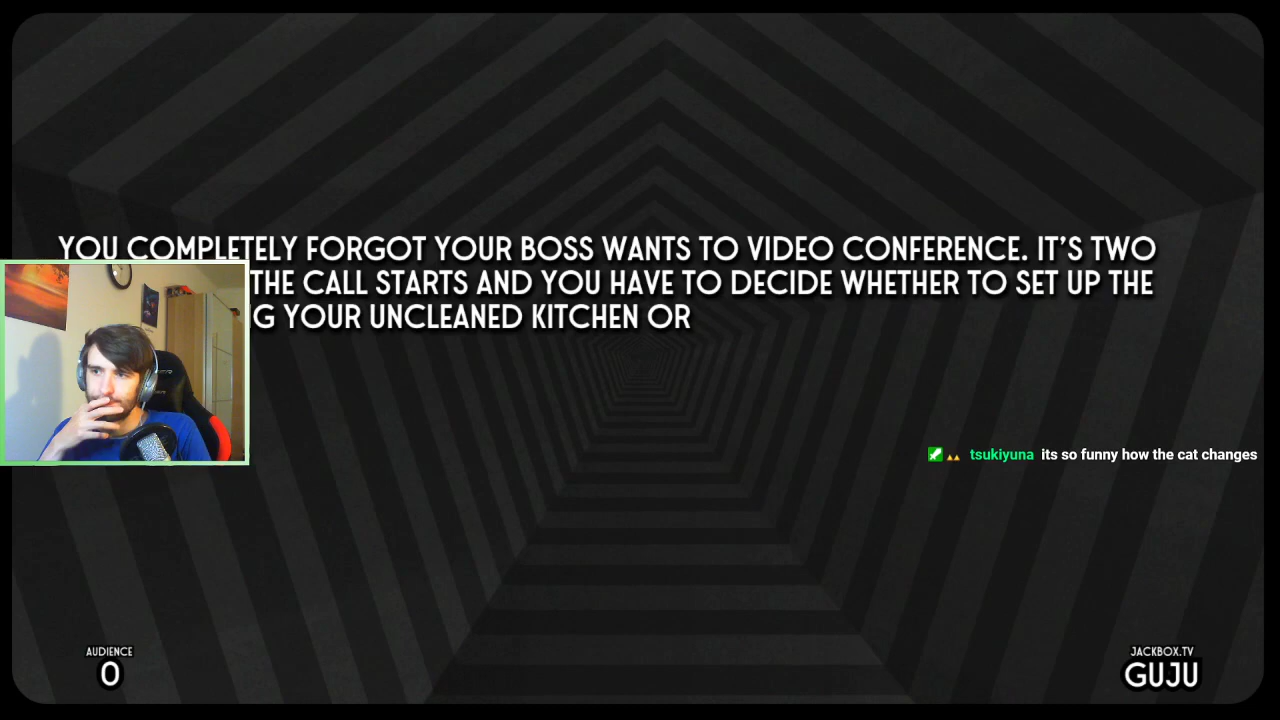 YOU COMPLETELY FORGOT YOUR BOSS WANTS TO VIDEO CONFERENCE. IT'S TWO
THE CALL STARTS AND YOU HAVE TO DECIDE WHETHER TO SET UP THE
YOUR UNCLEANED KITCHEN OR
tsukiyuna its so funny how the cat changes
AUDIENCE
0
JACKBOX.TV
GUJU